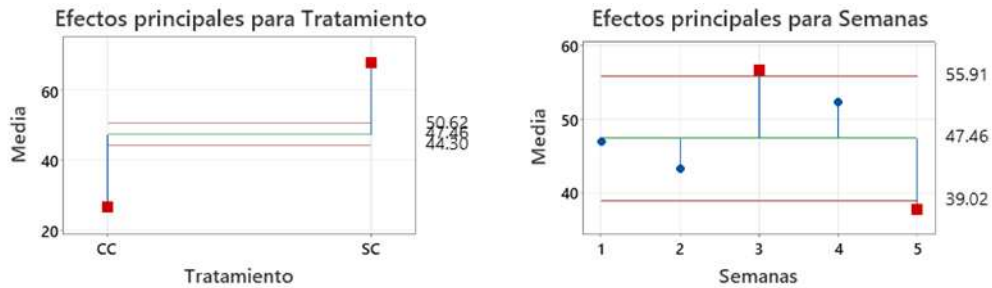 Efectos principales para Tratamiento
Media
60
40
20
50.62
47.46
44.30
CC
SC
Tratamiento
Efectos principales para Semanas
Media
60
50
40
55.91
47.46
39.02
1 2 3 4 5
Semanas